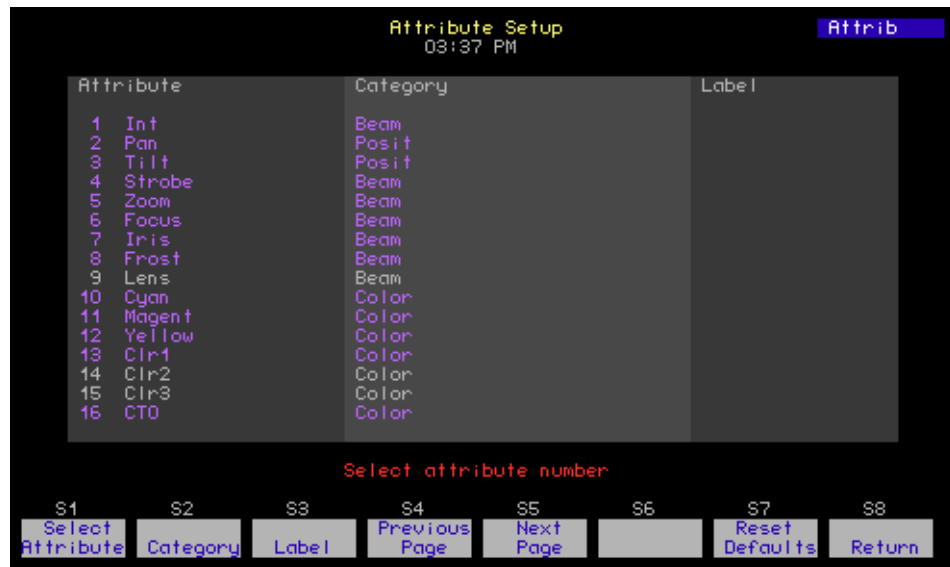 Attribute Setup
Attrib
03:37 PM
Attribute Category Label
1 Int Beam
2 Pan Posit
3 Tilt Posit
4 Strobe Beam
5 Zoom Beam
6 Focus Beam
7 Iris Beam
8 Frost Beam
9 Lens Beam
10 Cyan Color
11 Magent Color
12 Yellow Color
13 Clr1 Color
14 Clr2 Color
15 Clr3 Color
16 CTO Color
Select attribute number
S1 S2 S3 S4 S5 S6 S7 S8
Select Previous Next Reset
Attribute Category Label Page Page Defaults Return